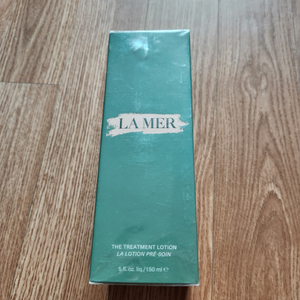 LA MER
THE TREATMENT LOTION
LA LOTION PRÉ-SOIN
5 fl. oz. liq./150 ml ℮